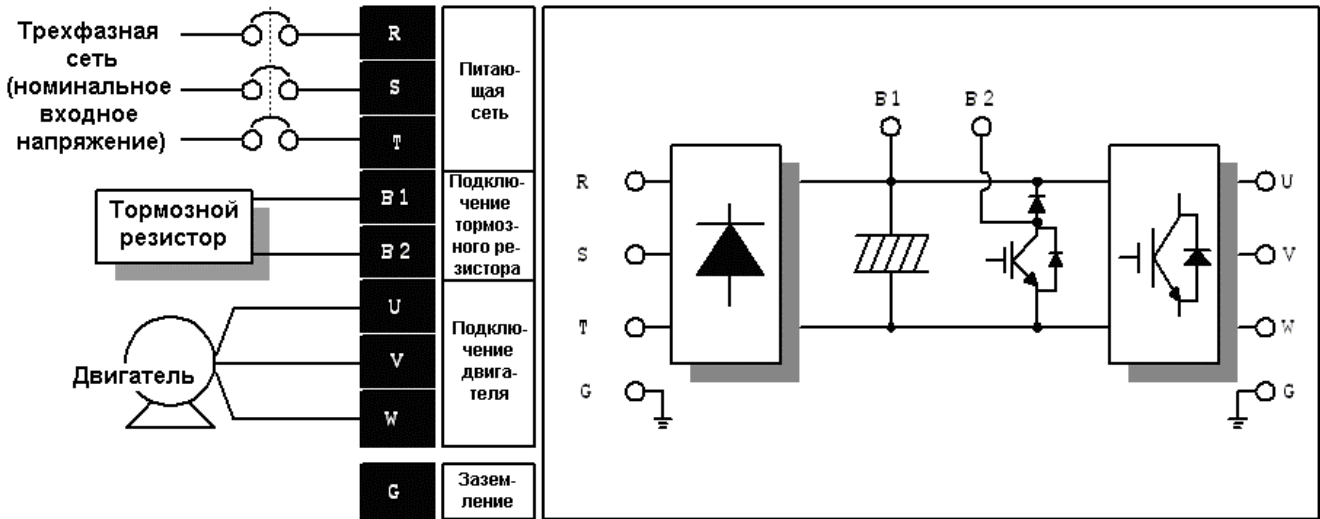 Трехфазная
сеть
(номинальное
входное
напряжение)
R
S
T
Питаю-
щая
сеть
Тормозной
резистор
B1
B2
Подклю-
чение
тормоз-
ного ре-
зистора
Двигатель
U
V
W
Подклю-
чение
двига-
теля
G
Зазем-
ление
B1
B2
R
S
T
G
U
V
W
G